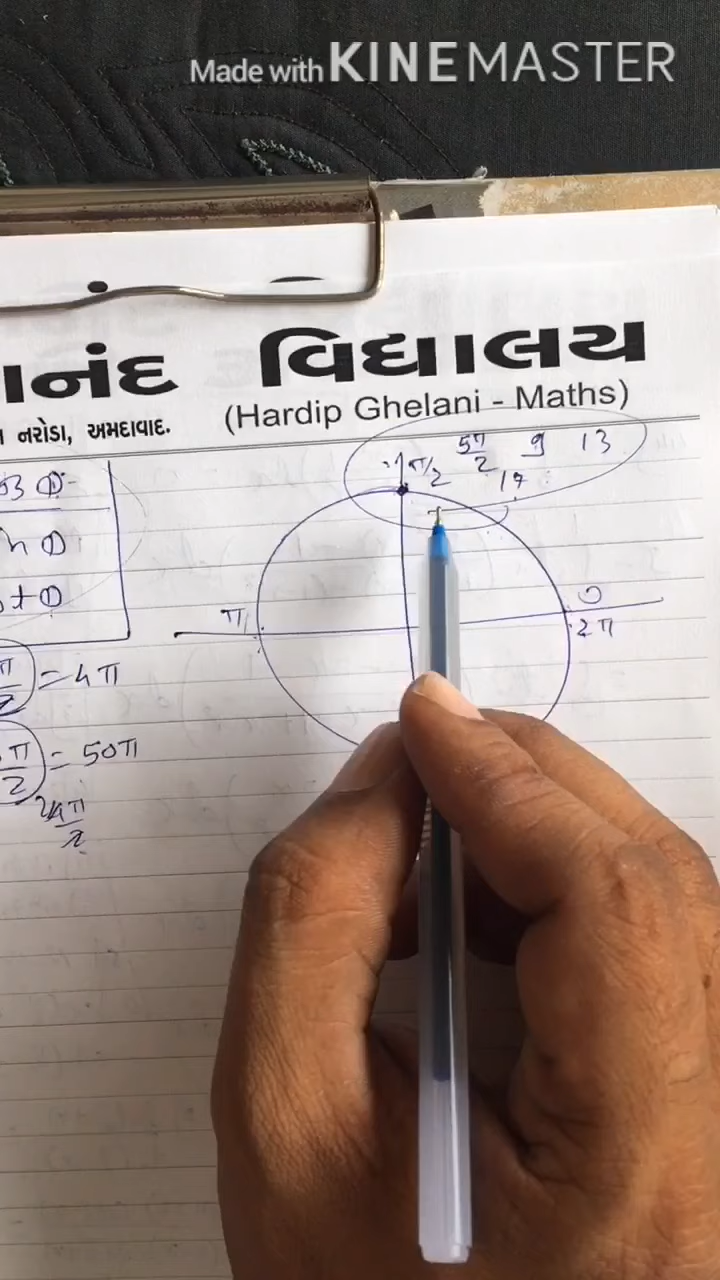 Made with KINEMASTER
નંદ વિદ્યાલય
નરોડા, અમદાવાદ.
(Hardip Ghelani - Maths)
π/2 5π/2 9 13
17
π
0
2π
= 4π
= 50π